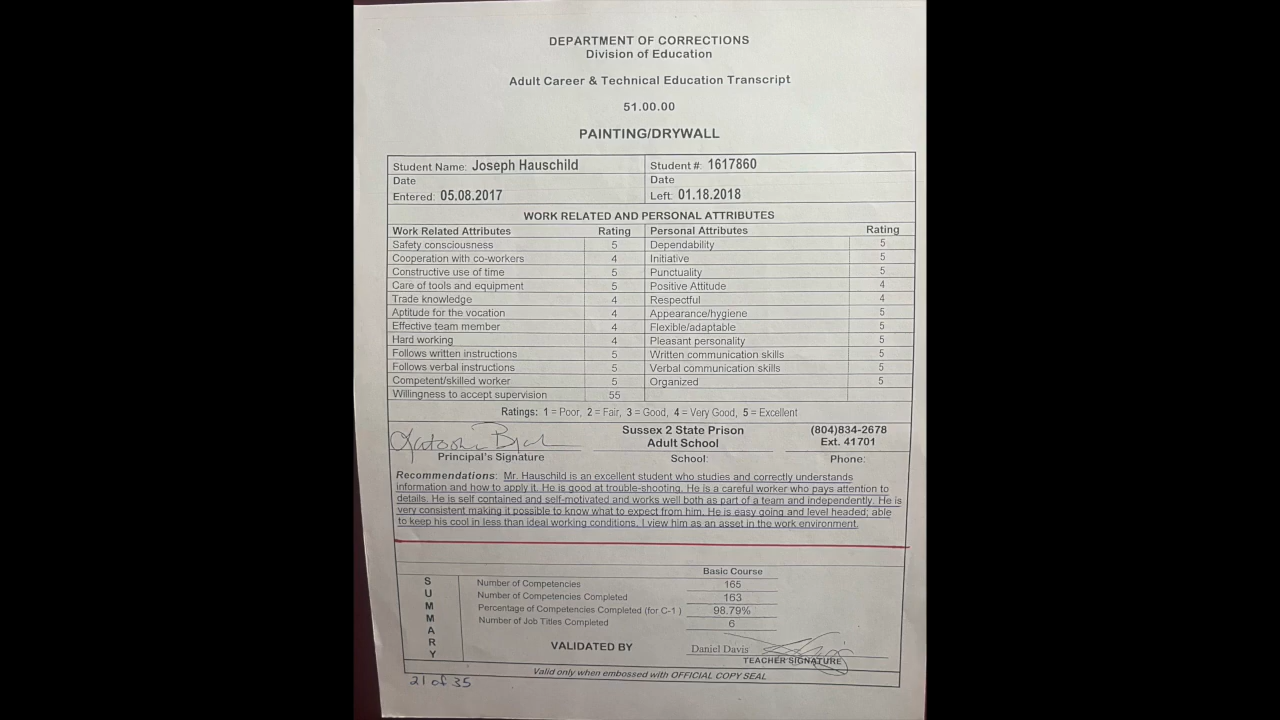 DEPARTMENT OF CORRECTIONS
Division of Education
Adult Career & Technical Education Transcript
51.00.00
PAINTING/DRYWALL
Student Name: Joseph Hauschild Student #: 1617860
Date Date
Entered: 05.08.2017 Left: 01.18.2018
WORK RELATED AND PERSONAL ATTRIBUTES
Work Related Attributes Rating Personal Attributes Rating
Safety consciousness 5 Dependability 5
Cooperation with co-workers 4 Initiative 5
Constructive use of time 5 Punctuality 5
Care of tools and equipment 5 Positive Attitude 4
Trade knowledge 4 Respectful 4
Aptitude for the vocation 4 Appearance/hygiene 5
Effective team member 4 Flexible/adaptable 5
Hard working 4 Pleasant personality 5
Follows written instructions 5 Written communication skills 5
Follows verbal instructions 5 Verbal communication skills 5
Competent/skilled worker 5 Organized 5
Willingness to accept supervision 55
Ratings: 1 = Poor, 2 = Fair, 3 = Good, 4 = Very Good, 5 = Excellent
Sussex 2 State Prison (804)834-2678
Adult School Ext. 41701
Principal's Signature School: Phone:
Recommendations: Mr. Hauschild is an excellent student who studies and correctly understands
information and how to apply it. He is good at trouble-shooting. He is a careful worker who pays attention to
details. He is self contained and self-motivated and works well both as part of a team and independently. He is
very consistent making it possible to know what to expect from him. He is easy going and level headed; able
to keep his cool in less than ideal working conditions. I view him as an asset in the work environment.
SUMMARY
Basic Course
Number of Competencies 165
Number of Competencies Completed 163
Percentage of Competencies Completed (for C-1 ) 98.79%
Number of Job Titles Completed 6
VALIDATED BY Daniel Davis
TEACHER SIGNATURE
Valid only when embossed with OFFICIAL COPY SEAL
21 of 35